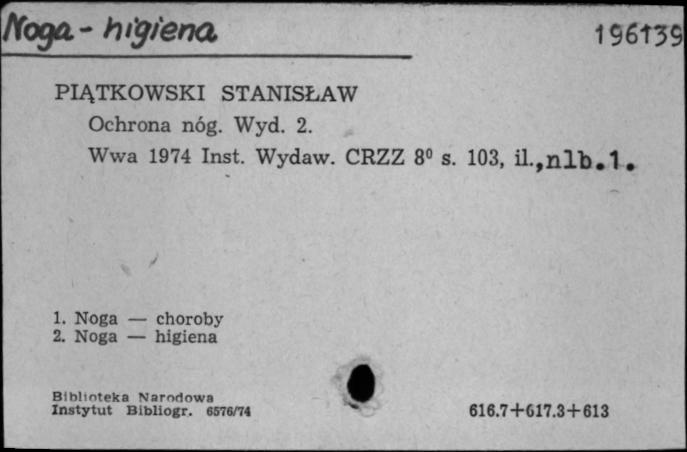 Noga - higiena
196139
PIĄTKOWSKI STANISŁAW
Ochrona nóg. Wyd. 2.
Wwa 1974 Inst. Wydaw. CRZZ 8⁰ s. 103, il., nlb. 1.
1. Noga — choroby
2. Noga — higiena
Biblioteka Narodowa
Instytut Bibliogr. 6576/74
616.7+617.3+613